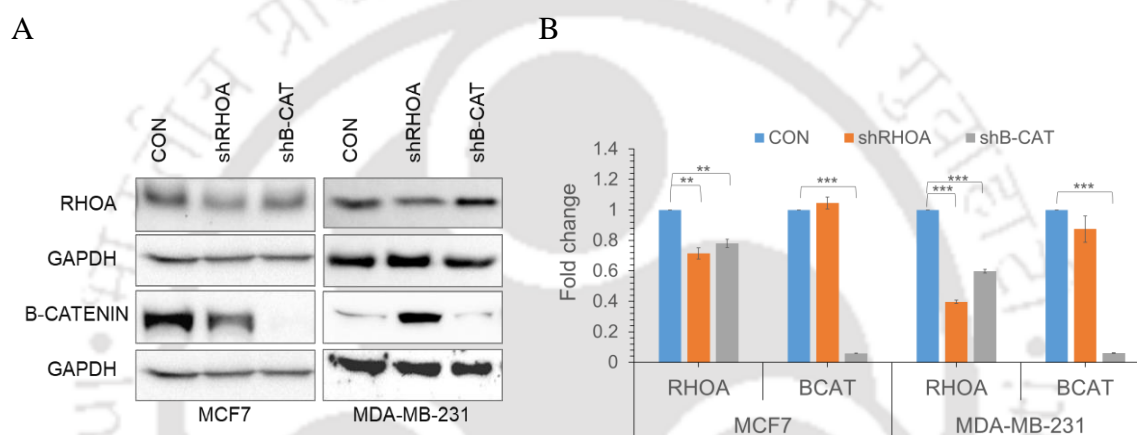 A
B
CON
shRHOA
shB-CAT
CON
shRHOA
shB-CAT
RHOA
GAPDH
B-CATENIN
GAPDH
MCF7
MDA-MB-231
CON
shRHOA
shB-CAT
Fold change
1.4
1.2
1
0.8
0.6
0.4
0.2
0
**
**
***
***
***
***
RHOA
BCAT
RHOA
BCAT
MCF7
MDA-MB-231